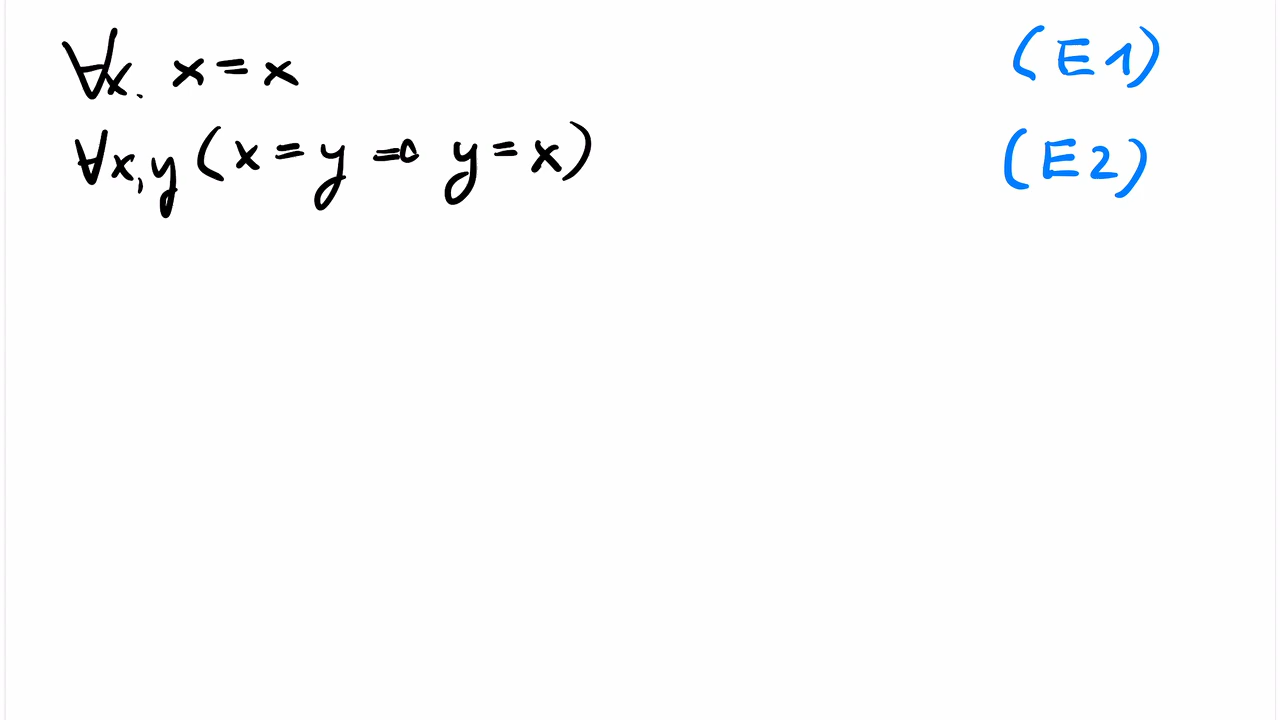 ∀x. x = x (E1)
∀x,y (x = y ⇒ y = x) (E2)